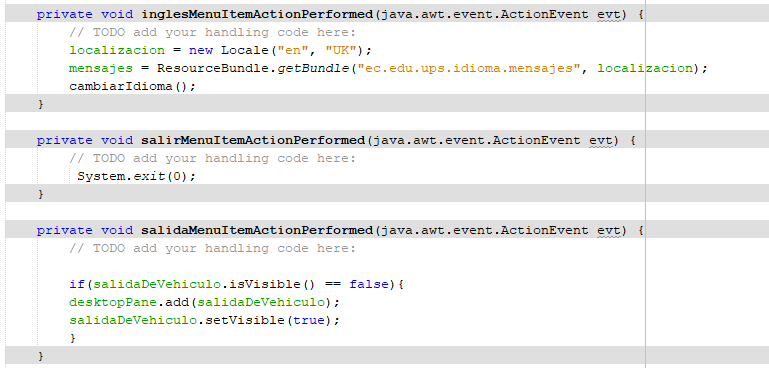 private void inglesMenuItemActionPerformed(java.awt.event.ActionEvent evt) {
// TODO add your handling code here:
localizacion = new Locale("en", "UK");
mensajes = ResourceBundle.getBundle("ec.edu.ups.idioma.mensajes", localizacion);
cambiarIdioma();
}
private void salirMenuItemActionPerformed(java.awt.event.ActionEvent evt) {
// TODO add your handling code here:
System.exit(0);
}
private void salidaMenuItemActionPerformed(java.awt.event.ActionEvent evt) {
// TODO add your handling code here:
if(salidaDeVehiculo.isVisible() == false){
desktopPane.add(salidaDeVehiculo);
salidaDeVehiculo.setVisible(true);
}
}